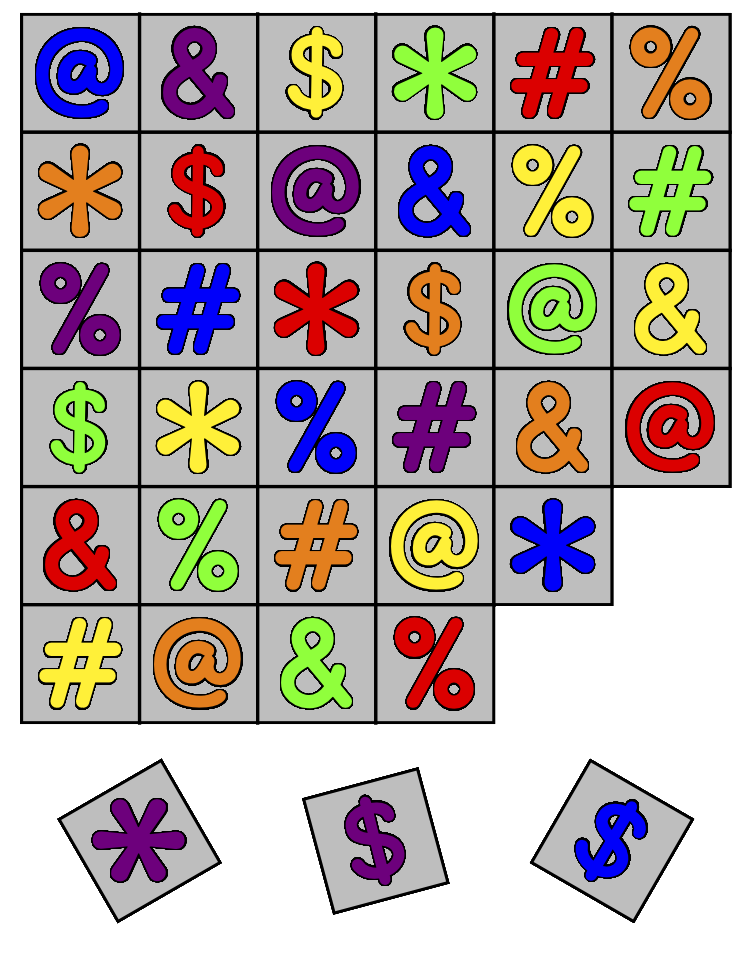 @ & $ * # %
* $ @ & % #
% # * $ @ &
$ * % # & @
& % # @ *
# @ & %
* $ $